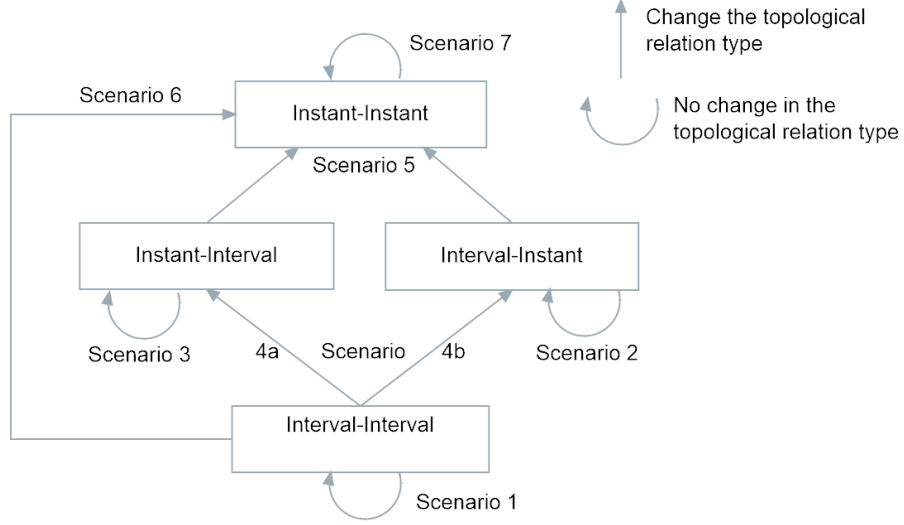 Change the topological
relation type
Scenario 7
Scenario 6
Instant-Instant
No change in the
topological relation type
Scenario 5
Instant-Interval
Interval-Instant
Scenario 3
4a
Scenario
4b
Scenario 2
Interval-Interval
Scenario 1